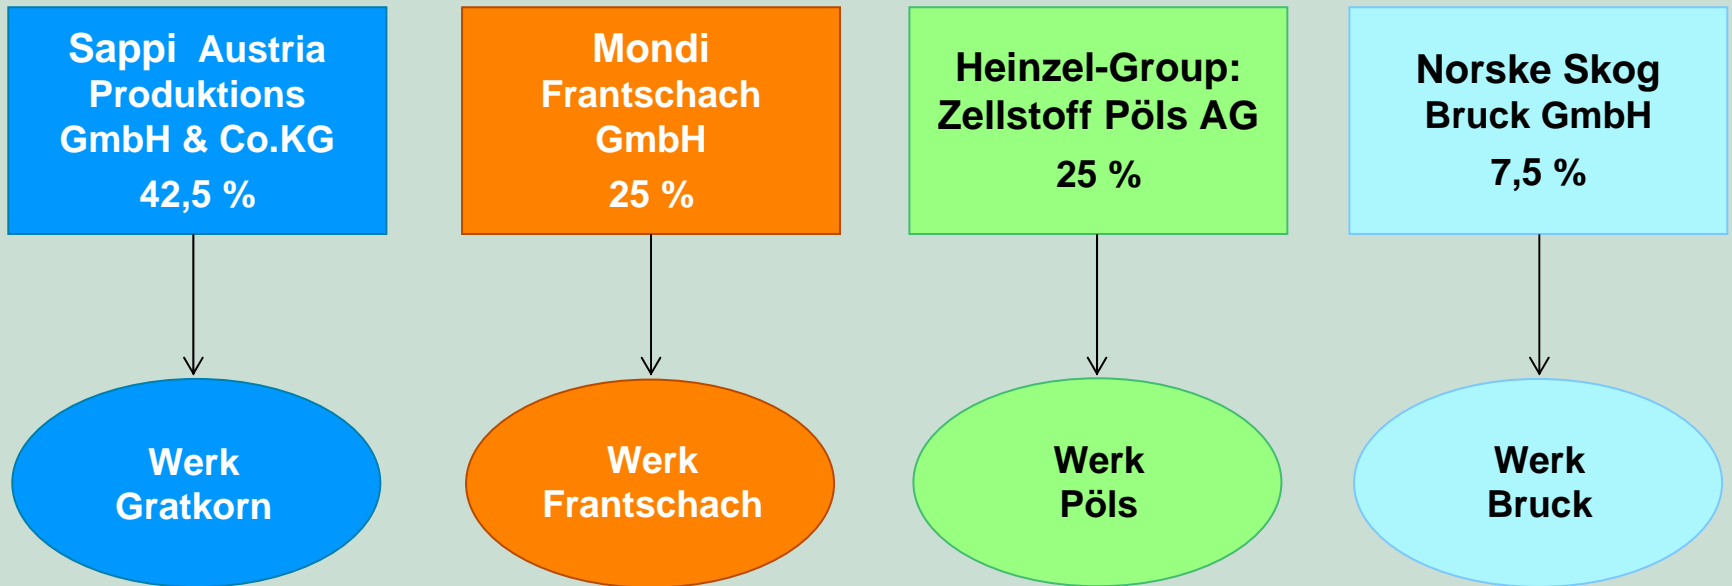 Sappi Austria
Produktions
GmbH & Co.KG
42,5 %
Mondi
Frantschach
GmbH
25 %
Heinzel-Group:
Zellstoff Pöls AG
25 %
Norske Skog
Bruck GmbH
7,5 %
Werk
Gratkorn
Werk
Frantschach
Werk
Pöls
Werk
Bruck